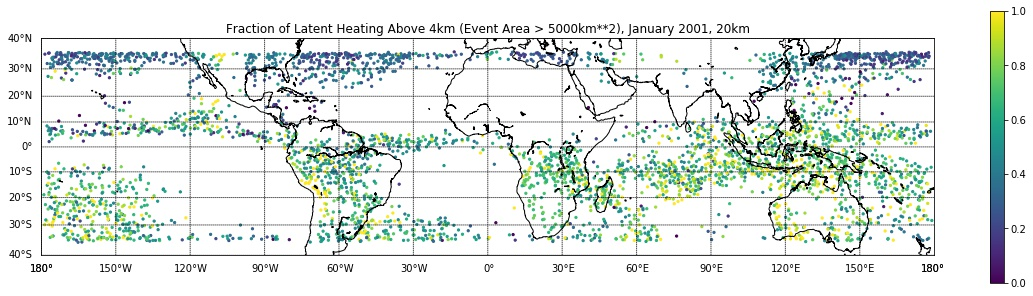 Fraction of Latent Heating Above 4km (Event Area > 5000km**2), January 2001, 20km
1.0
0.8
0.6
0.4
0.2
0.0
40°N
30°N
20°N
10°N
0°
10°S
20°S
30°S
40°S
180° 150°W 120°W 90°W 60°W 30°W 0° 30°E 60°E 90°E 120°E 150°E 180°